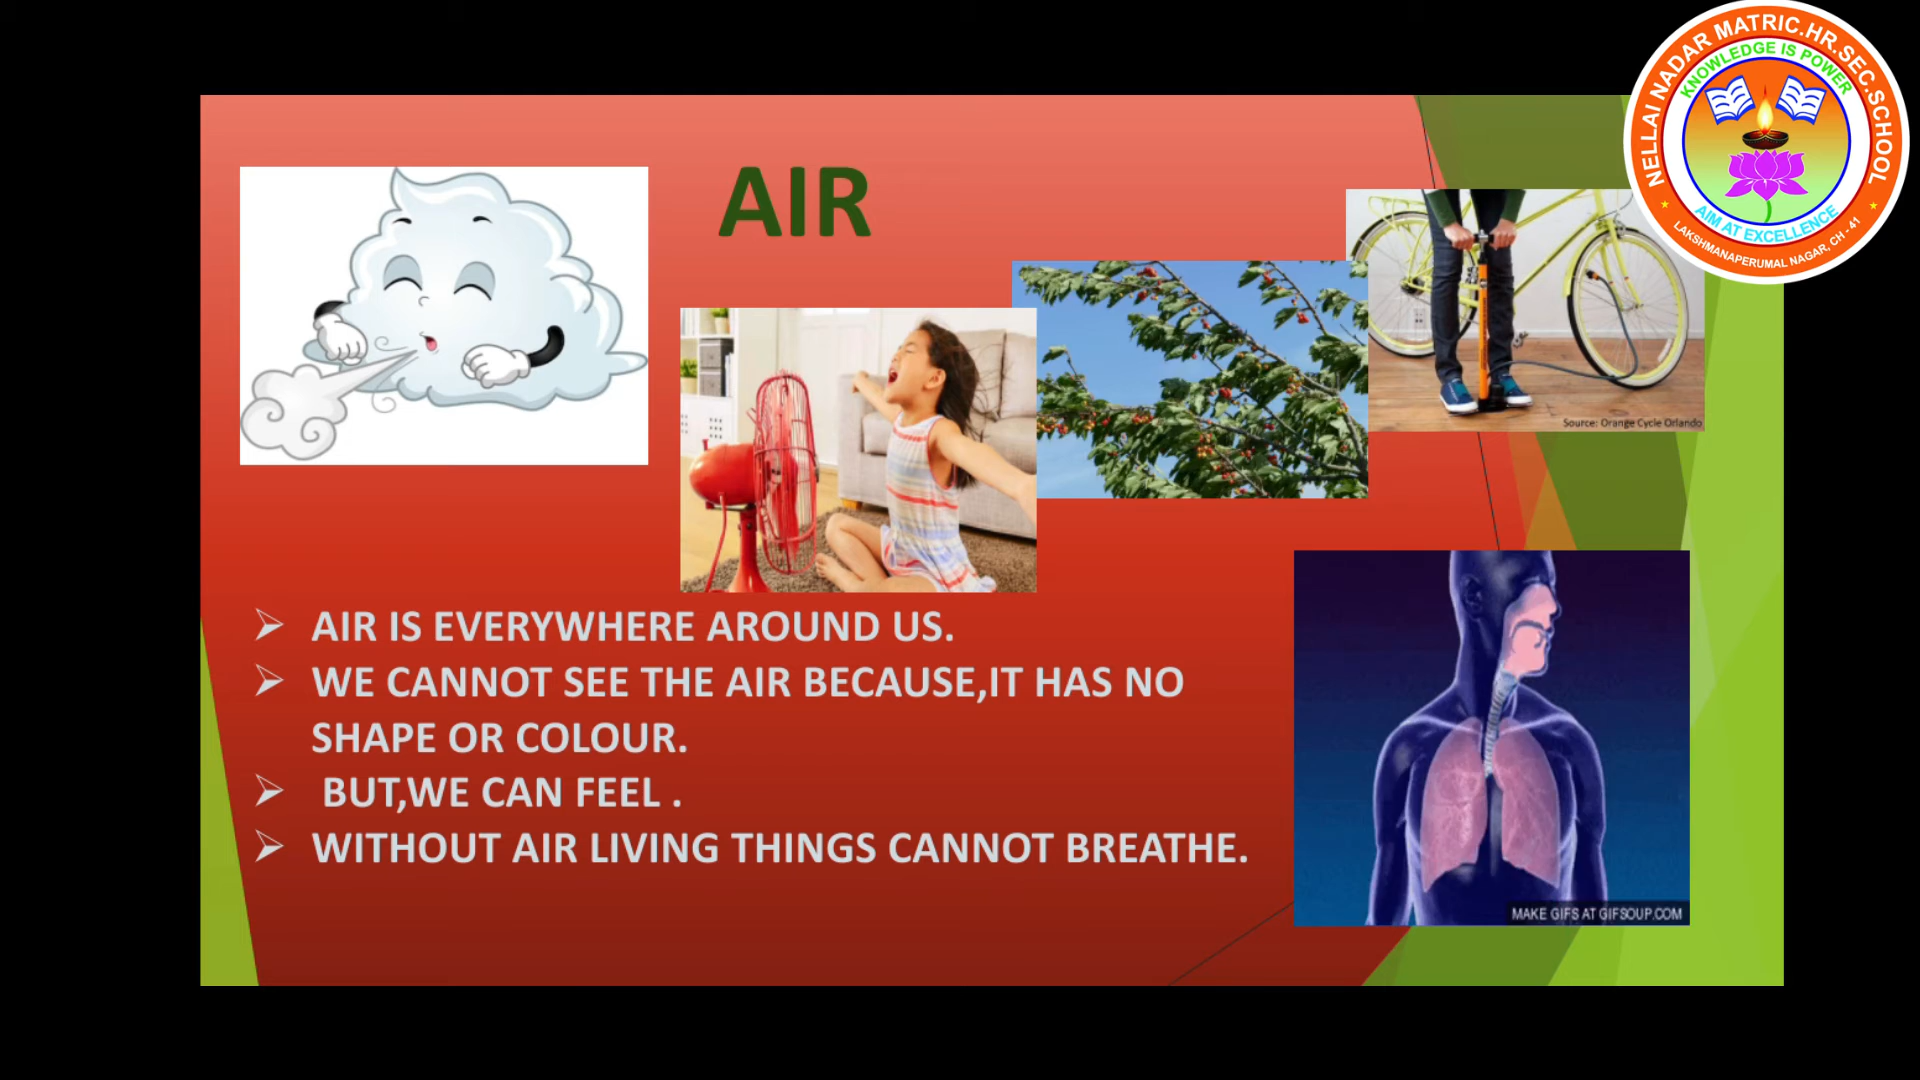 NELLAI NADAR MATRIC.HR.SEC.SCHOOL
KNOWLEDGE IS POWER
AIM AT EXCELLENCE
LAKSHMANAPERUMAL NAGAR, CH - 41
AIR
Source: Orange Cycle Orlando
AIR IS EVERYWHERE AROUND US.
WE CANNOT SEE THE AIR BECAUSE,IT HAS NO
SHAPE OR COLOUR.
BUT,WE CAN FEEL .
WITHOUT AIR LIVING THINGS CANNOT BREATHE.
MAKE GIFS AT GIFSOUP.COM